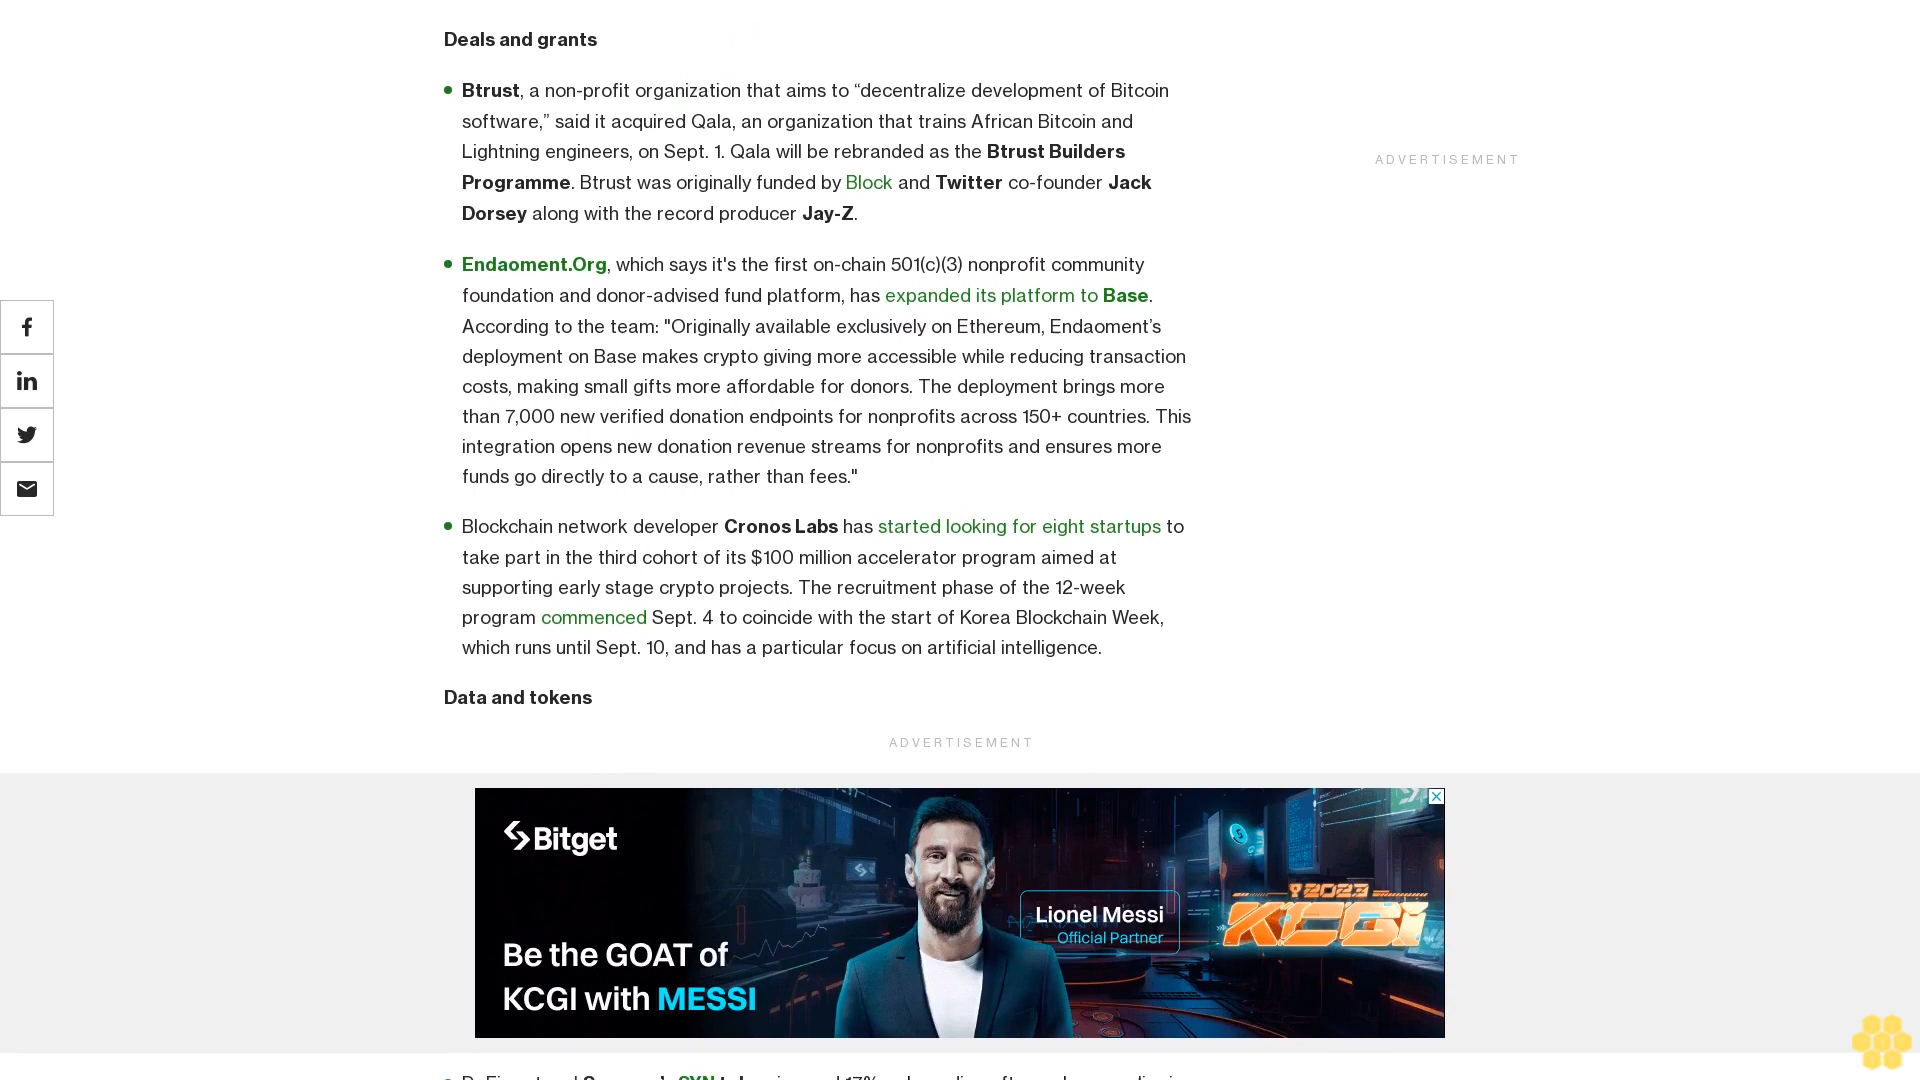 Deals and grants
Btrust, a non-profit organization that aims to “decentralize development of Bitcoin
software,” said it acquired Qala, an organization that trains African Bitcoin and
Lightning engineers, on Sept. 1. Qala will be rebranded as the Btrust Builders
Programme. Btrust was originally funded by Block and Twitter co-founder Jack
Dorsey along with the record producer Jay-Z.
ADVERTISEMENT
Endaoment.Org, which says it's the first on-chain 501(c)(3) nonprofit community
foundation and donor-advised fund platform, has expanded its platform to Base.
According to the team: "Originally available exclusively on Ethereum, Endaoment’s
deployment on Base makes crypto giving more accessible while reducing transaction
costs, making small gifts more affordable for donors. The deployment brings more
than 7,000 new verified donation endpoints for nonprofits across 150+ countries. This
integration opens new donation revenue streams for nonprofits and ensures more
funds go directly to a cause, rather than fees."
Blockchain network developer Cronos Labs has started looking for eight startups to
take part in the third cohort of its $100 million accelerator program aimed at
supporting early stage crypto projects. The recruitment phase of the 12-week
program commenced Sept. 4 to coincide with the start of Korea Blockchain Week,
which runs until Sept. 10, and has a particular focus on artificial intelligence.
Data and tokens
ADVERTISEMENT
Bitget
Be the GOAT of
KCGI with MESSI
Lionel Messi
Official Partner
2023
KCGI